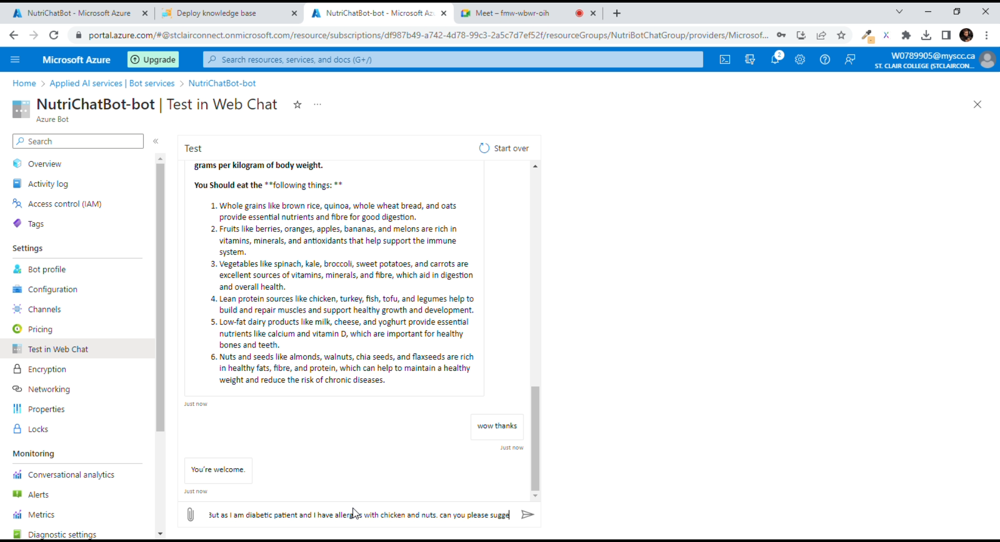 NutriChatBot - Microsoft Azure
Deploy knowledge base
NutriChatBot-bot - Microsoft Azu
Meet – fmw-wbwr-oih
portal.azure.com/#@stclairconnect.onmicrosoft.com/resource/subscriptions/df987b49-a742-4d78-99c3-2a5c7d7ef52f/resourceGroups/NutriBotChatGroup/providers/Microsof...
Microsoft Azure
Upgrade
Search resources, services, and docs (G+/)
2
W0789905@myscc.ca
ST. CLAIR COLLEGE (STCLAIRCON...
Home > Applied AI services | Bot services > NutriChatBot-bot
NutriChatBot-bot | Test in Web Chat
Azure Bot
Search
Overview
Activity log
Access control (IAM)
Tags
Settings
Bot profile
Configuration
Channels
Pricing
Test in Web Chat
Encryption
Networking
Properties
Locks
Monitoring
Conversational analytics
Alerts
Metrics
Diagnostic settings
Test
Start over
grams per kilogram of body weight.
You Should eat the **following things: **
1. Whole grains like brown rice, quinoa, whole wheat bread, and oats
provide essential nutrients and fibre for good digestion.
2. Fruits like berries, oranges, apples, bananas, and melons are rich in
vitamins, minerals, and antioxidants that help support the immune
system.
3. Vegetables like spinach, kale, broccoli, sweet potatoes, and carrots are
excellent sources of vitamins, minerals, and fibre, which aid in digestion
and overall health.
4. Lean protein sources like chicken, turkey, fish, tofu, and legumes help to
build and repair muscles and support healthy growth and development.
5. Low-fat dairy products like milk, cheese, and yoghurt provide essential
nutrients like calcium and vitamin D, which are important for healthy
bones and teeth.
6. Nuts and seeds like almonds, walnuts, chia seeds, and flaxseeds are rich
in healthy fats, fibre, and protein, which can help to maintain a healthy
weight and reduce the risk of chronic diseases.
Just now
wow thanks
Just now
You're welcome.
Just now
But as I am diabetic patient and I have allergies with chicken and nuts. can you please sugge